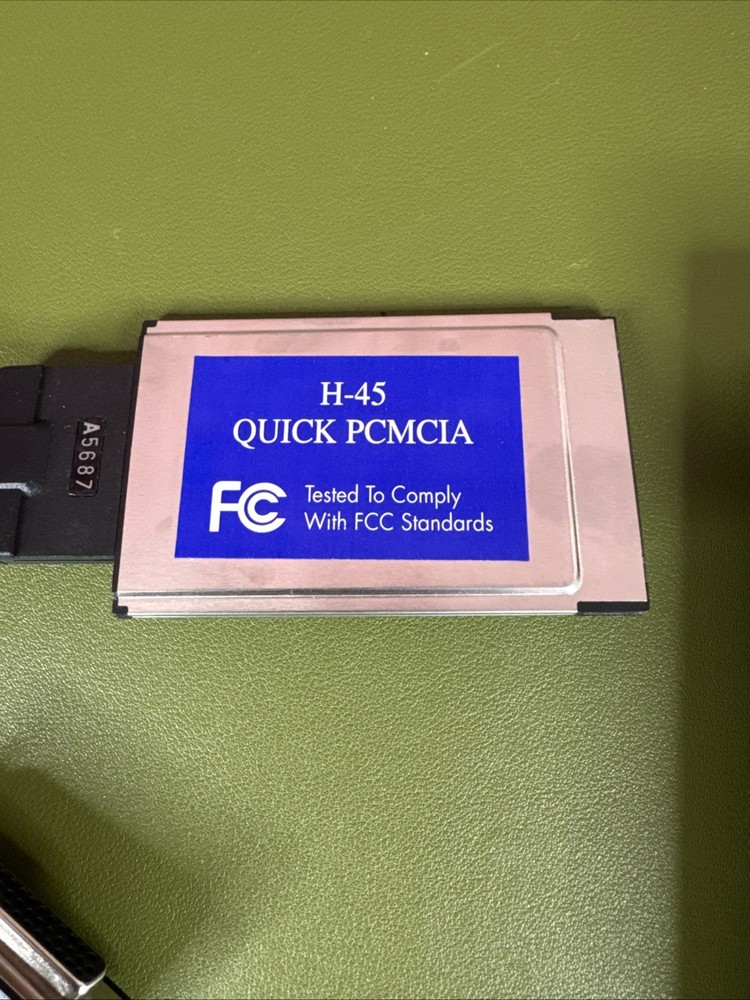 H-45
QUICK PCMCIA
FC Tested To Comply
With FCC Standards
A5687